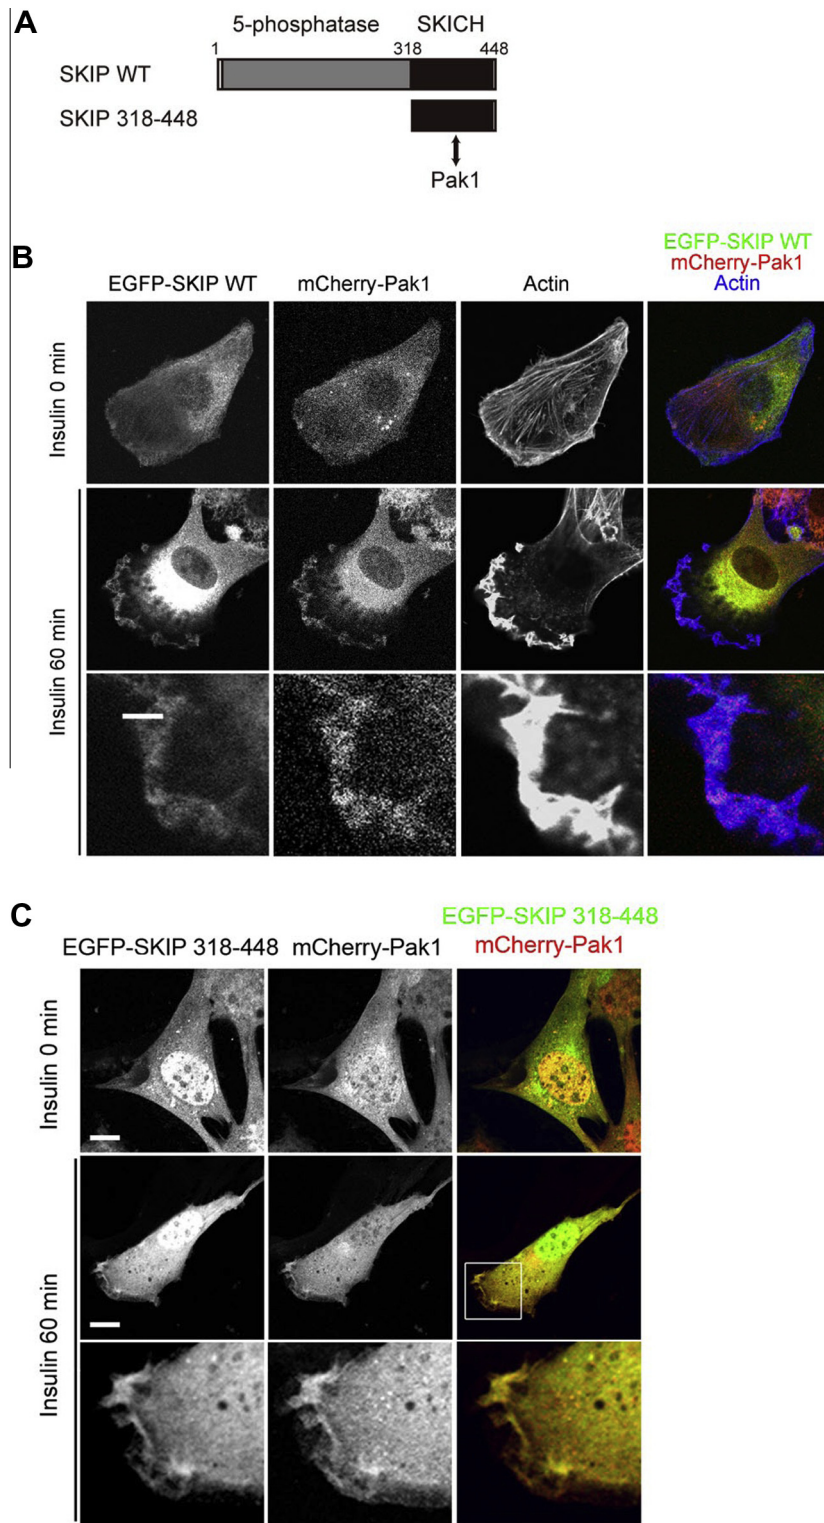 A
5-phosphatase SKICH
1 318 448
SKIP WT
SKIP 318-448
Pak1
B
EGFP-SKIP WT
mCherry-Pak1
Actin
EGFP-SKIP WT mCherry-Pak1 Actin
Insulin 0 min
Insulin 60 min
C
EGFP-SKIP 318-448
EGFP-SKIP 318-448 mCherry-Pak1 mCherry-Pak1
Insulin 0 min
Insulin 60 min